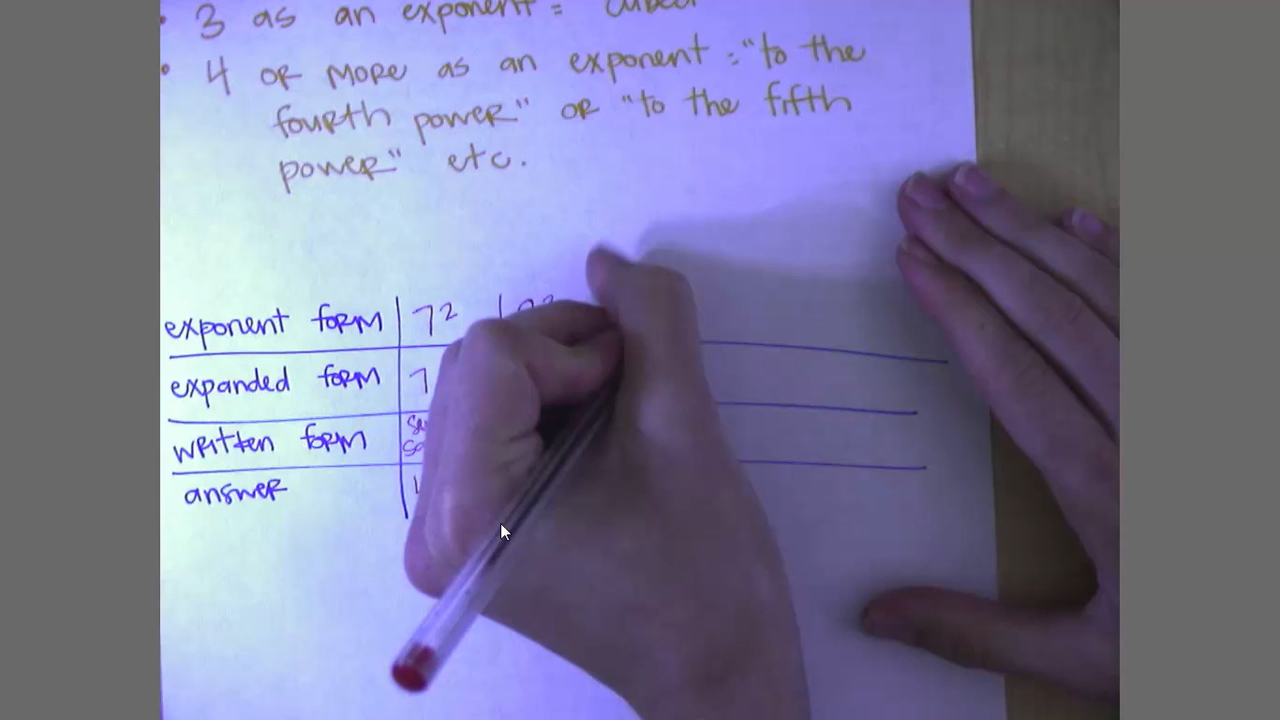 • 3 as an exponent = cubed
• 4 or more as an exponent = "to the
fourth power" or "to the fifth
power" etc.
exponent form 7²
expanded form 7
written form
answer